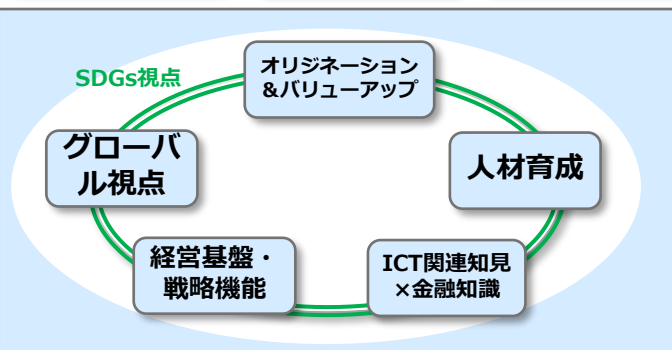 SDGs視点
オリジネーション
&バリューアップ
グローバ
ル視点
人材育成
経営基盤・
戦略機能
ICT関連知見
×金融知識